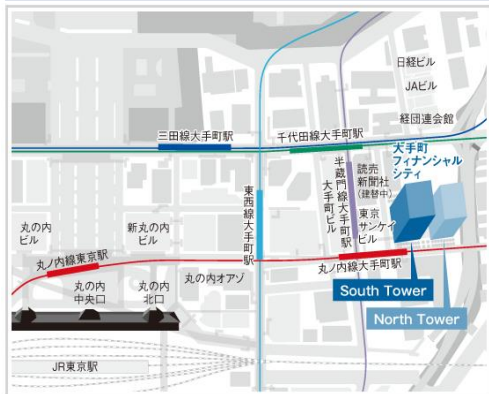 日経ビル
JAビル
経団連会館
三田線大手町駅
千代田線大手町駅
大手町
フィナンシャル
シティ
半蔵門線大手町駅
大手町ビル
読売
新聞社
(建替中)
東京
サンケイ
ビル
東西線大手町駅
丸の内
ビル
新丸の内
ビル
丸ノ内線東京駅
丸の内オアゾ
丸ノ内線大手町駅
丸の内
中央口
丸の内
北口
South Tower
North Tower
JR東京駅